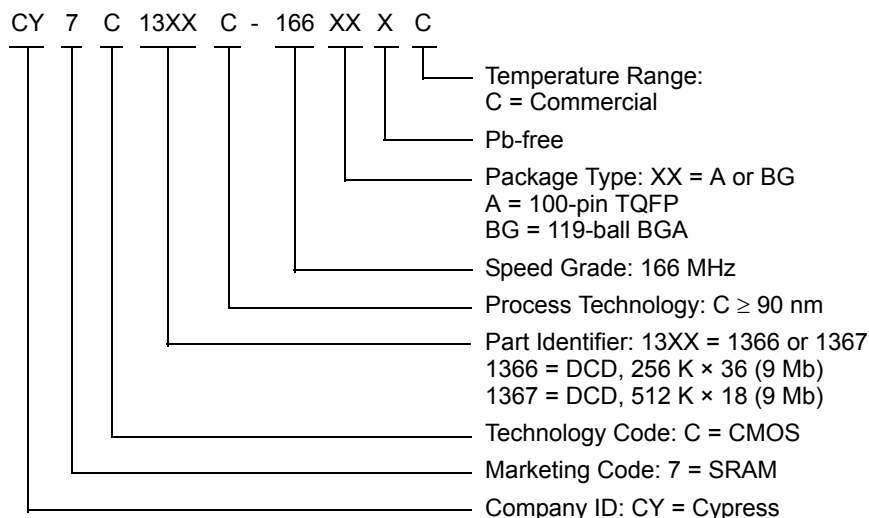 CY 7 C 13XX C - 166 XX X C
Temperature Range:
C = Commercial
Pb-free
Package Type: XX = A or BG
A = 100-pin TQFP
BG = 119-ball BGA
Speed Grade: 166 MHz
Process Technology: C ≥ 90 nm
Part Identifier: 13XX = 1366 or 1367
1366 = DCD, 256 K × 36 (9 Mb)
1367 = DCD, 512 K × 18 (9 Mb)
Technology Code: C = CMOS
Marketing Code: 7 = SRAM
Company ID: CY = Cypress